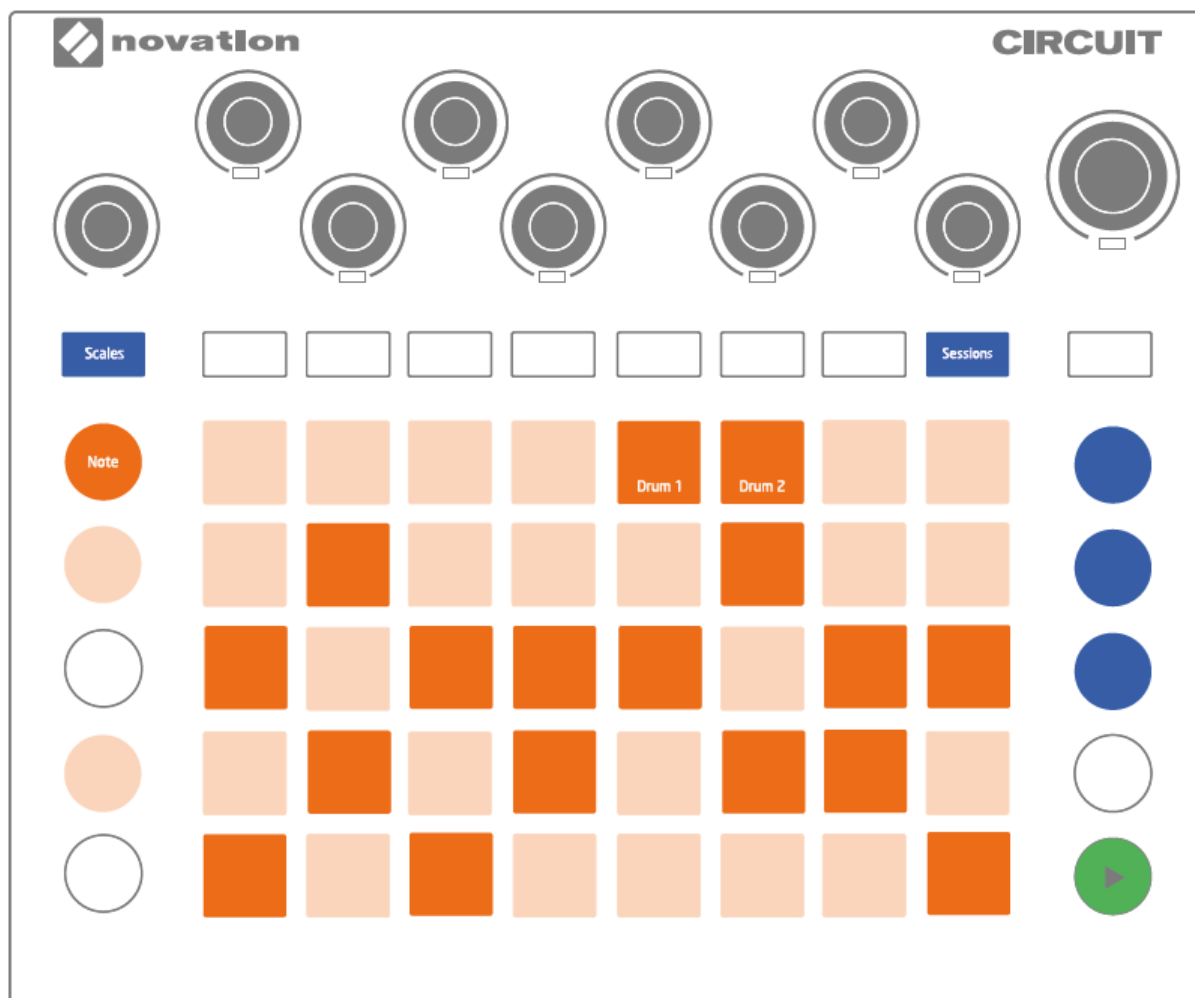 novation
CIRCUIT
Scales
Sessions
Note
Drum 1
Drum 2